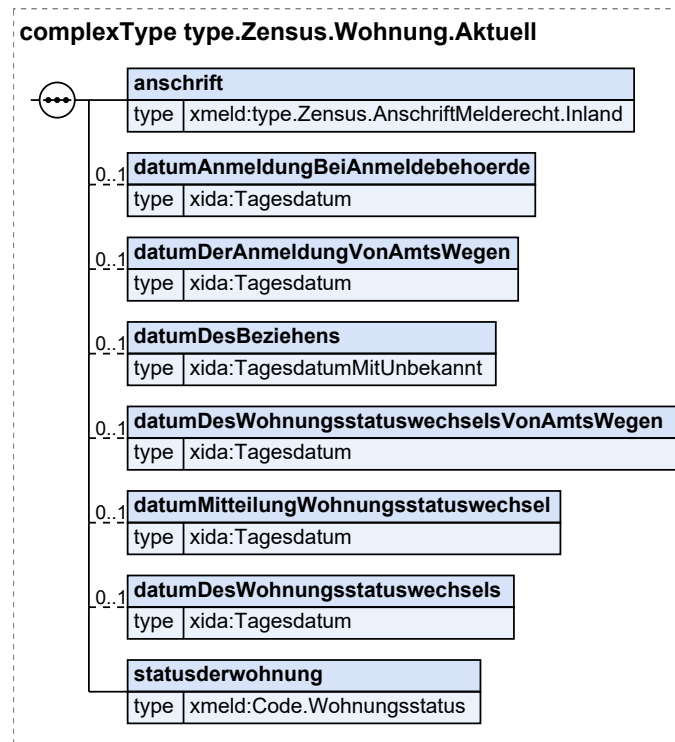 complexType type.Zensus.Wohnung.Aktuell
anschrift
type xmeld:type.Zensus.AnschriftMelderecht.Inland
0..1 datumAnmeldungBeiAnmeldebehoerde
type xida:Tagesdatum
0..1 datumDerAnmeldungVonAmtsWegen
type xida:Tagesdatum
0..1 datumDesBeziehens
type xida:TagesdatumMitUnbekannt
0..1 datumDesWohnungsstatuswechselsVonAmtsWegen
type xida:Tagesdatum
0..1 datumMitteilungWohnungsstatuswechsel
type xida:Tagesdatum
0..1 datumDesWohnungsstatuswechsels
type xida:Tagesdatum
statusderwohnung
type xmeld:Code.Wohnungsstatus